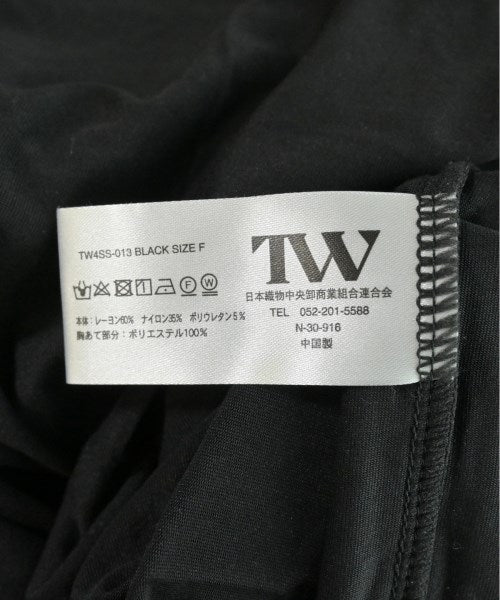 TW4SS-013 BLACK SIZE F
F W
本体:レーヨン60% ナイロン35% ポリウレタン5%
胸あて部分:ポリエステル100%
TW
日本織物中央卸商業組合連合会
TEL 052-201-5588
N-30-916
中国製